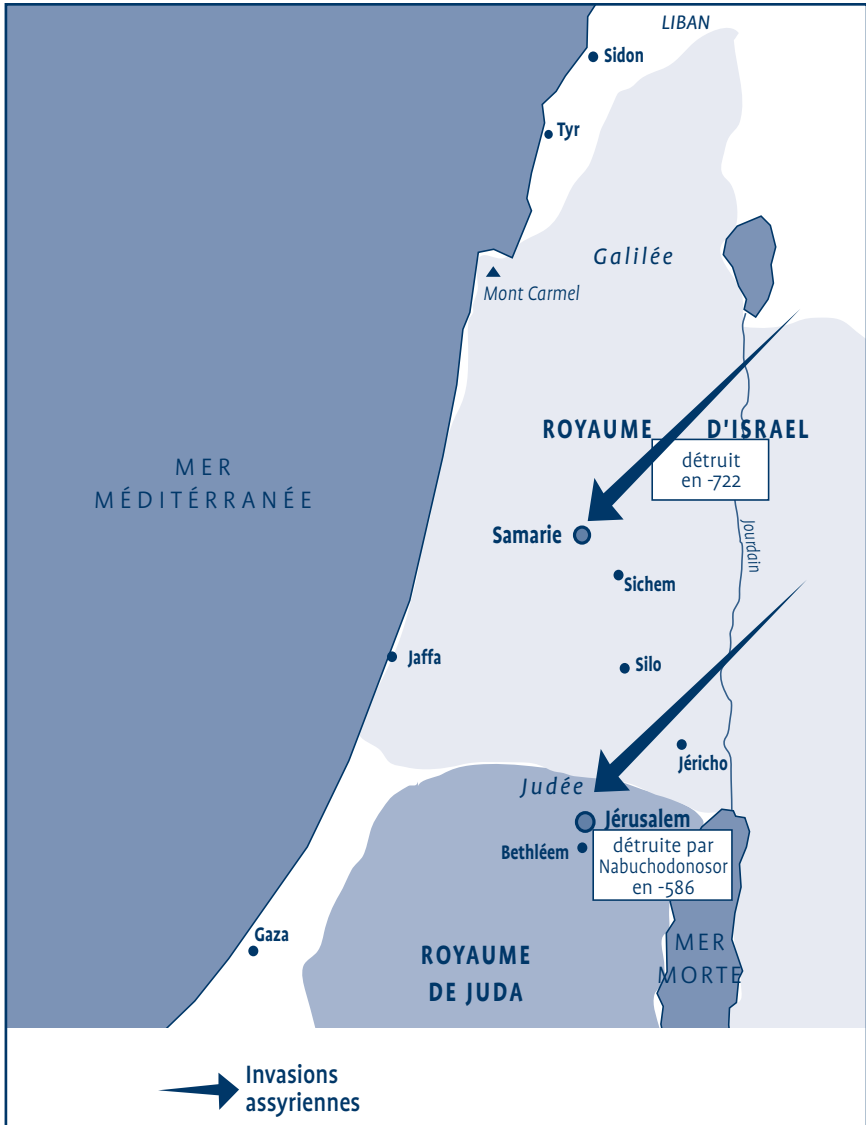 LIBAN
Sidon
Tyr
Galilée
Mont Carmel
ROYAUME D'ISRAEL
détruit
en -722
MER
MÉDITÉRRANÉE
Samarie
Jourdain
Sichem
Jaffa
Silo
Jéricho
Judée
Jérusalem
Bethléem
détruite par
Nabuchodonosor
en -586
Gaza
ROYAUME
DE JUDA
MER
MORTE
Invasions
assyriennes